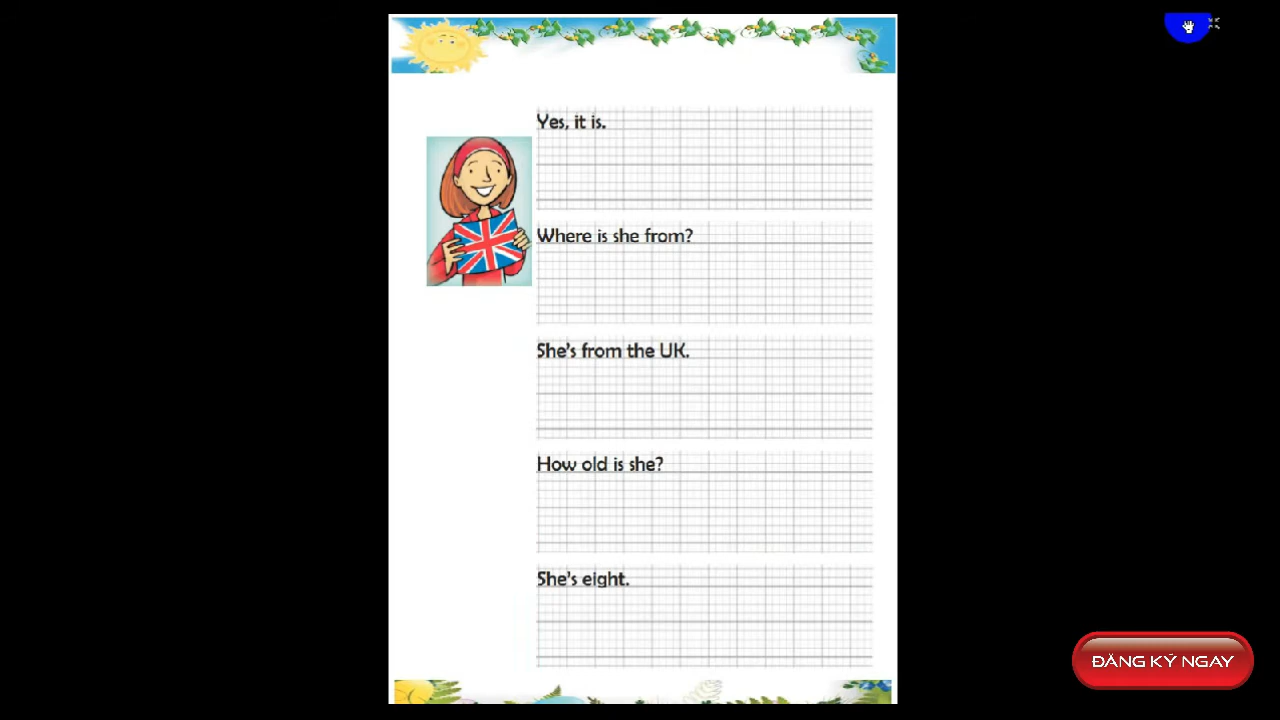 Yes, it is.
Where is she from?
She's from the UK.
How old is she?
She's eight.
ĐĂNG KÝ NGAY